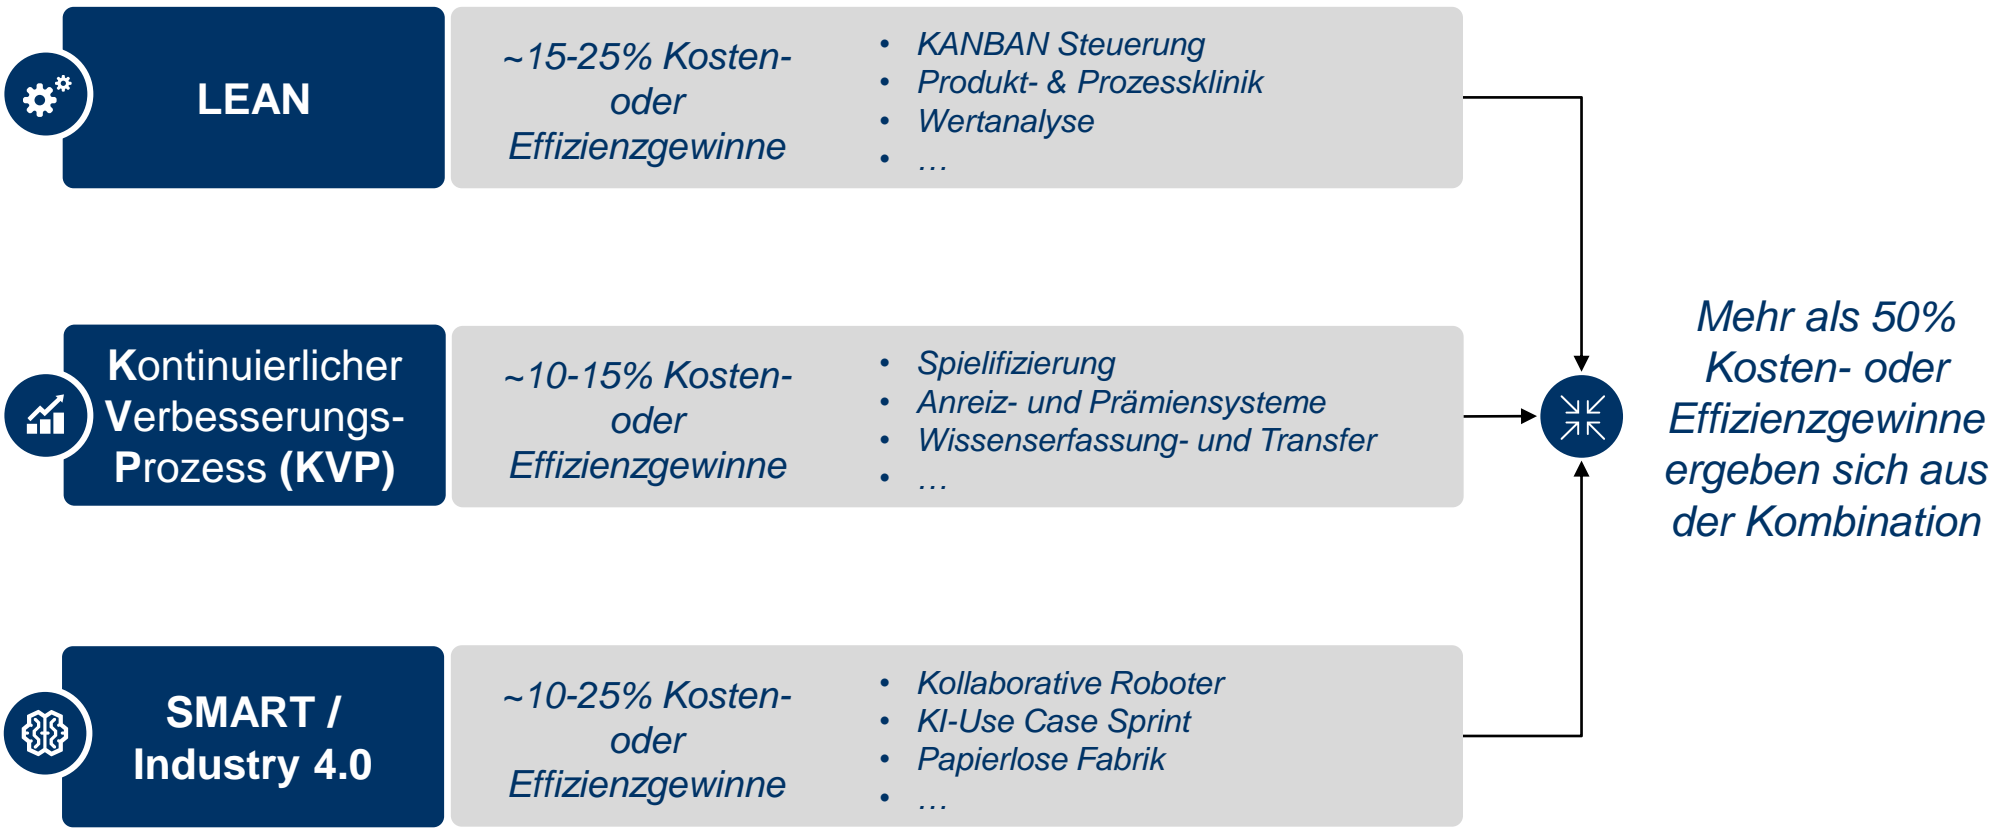 LEAN
~15-25% Kosten-
oder
Effizienzgewinne
• KANBAN Steuerung
• Produkt- & Prozessklinik
• Wertanalyse
• …
Kontinuierlicher
Verbesserungs-
Prozess (KVP)
~10-15% Kosten-
oder
Effizienzgewinne
• Spielifizierung
• Anreiz- und Prämiensysteme
• Wissenserfassung- und Transfer
• …
SMART /
Industry 4.0
~10-25% Kosten-
oder
Effizienzgewinne
• Kollaborative Roboter
• KI-Use Case Sprint
• Papierlose Fabrik
• …
Mehr als 50%
Kosten- oder
Effizienzgewinne
ergeben sich aus
der Kombination